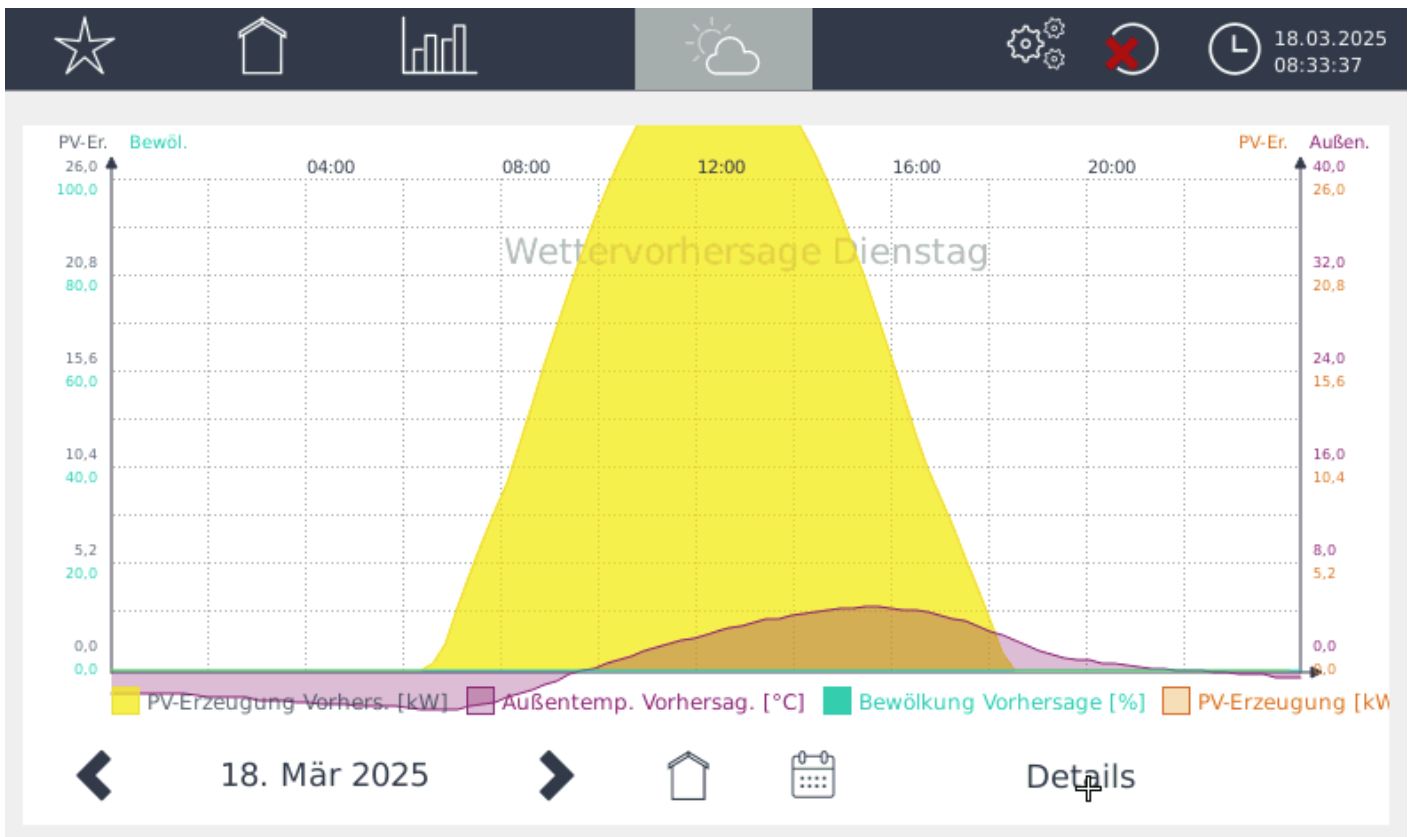 18.03.2025
08:33:37
PV-Er. Bewöl. PV-Er. Außen.
26,0 04:00 08:00 12:00 16:00 20:00 40,0
100,0 26,0
Wettervorhersage Dienstag
20,8 32,0
80,0 20,8
15,6 24,0
60,0 15,6
10,4 16,0
40,0 10,4
5,2 8,0
20,0 5,2
0,0 0,0
0,0 0,0
PV-Erzeugung Vorhers. [kW] Außentemp. Vorhersag. [°C] Bewölkung Vorhersage [%] PV-Erzeugung [kW
18. Mär 2025 Details